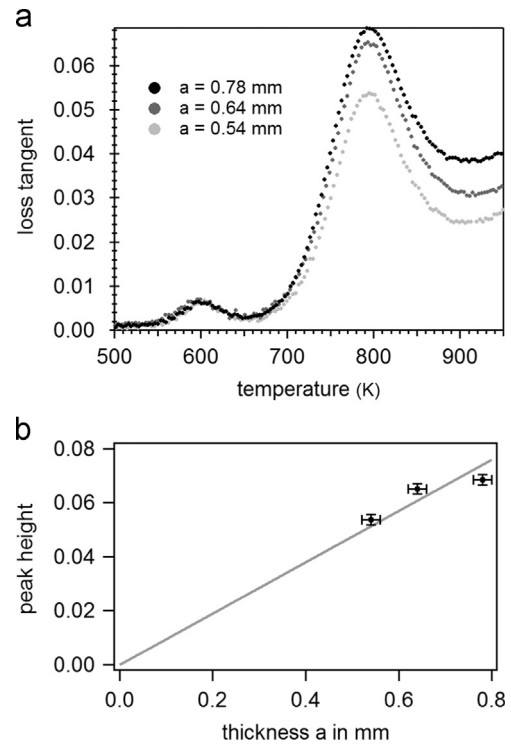 a
0.06
0.05
0.04
0.03
0.02
0.01
0.00
loss tangent
a = 0.78 mm
a = 0.64 mm
a = 0.54 mm
500 600 700 800 900
temperature (K)
b
0.08
0.06
0.04
0.02
0.00
peak height
0.0 0.2 0.4 0.6 0.8
thickness a in mm